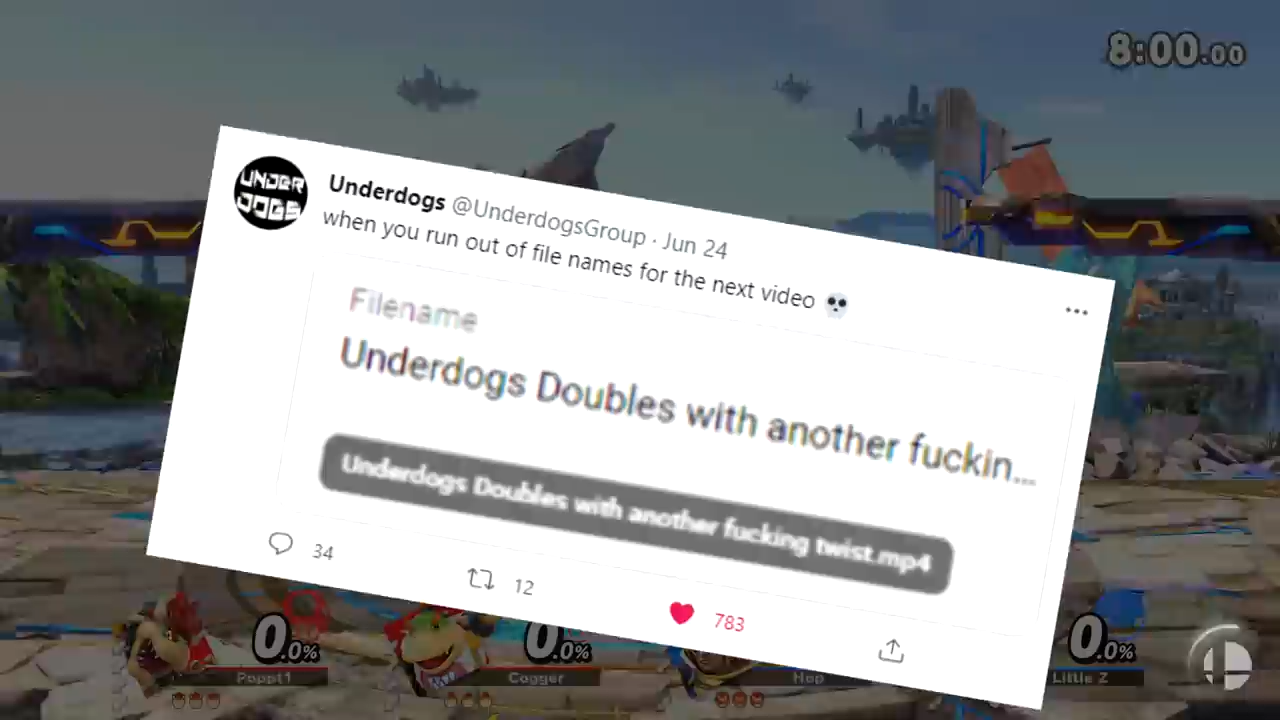 8:00.00
UNDER
DOGS
Underdogs @UnderdogsGroup · Jun 24
when you run out of file names for the next video 💀
Filename
Underdogs Doubles with another fuckin...
Underdogs Doubles with another fucking twist.mp4
34
12
783
0.0%
0.0%
0.0%
Poppt1
Cogger
Hop
Little Z